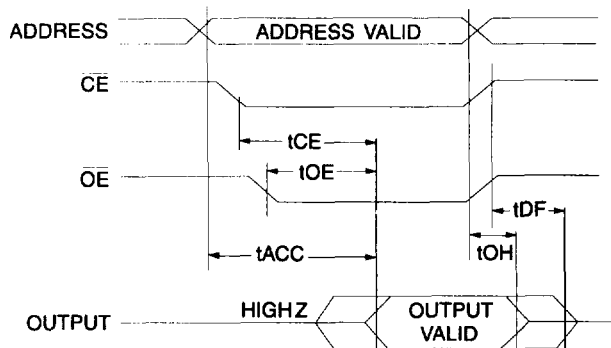 ADDRESS
ADDRESS VALID
CE
tCE
tOE
OE
tDF
tACC
tOH
HIGH Z
OUTPUT
OUTPUT
VALID